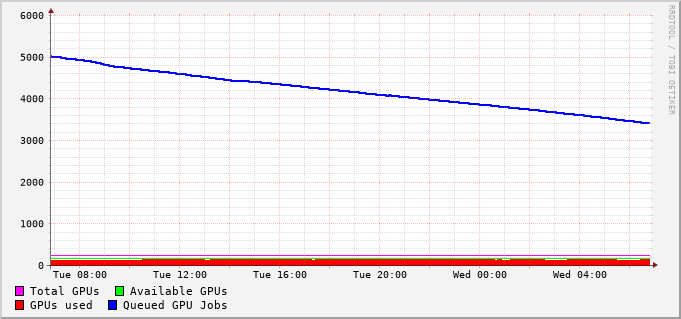 6000
5000
4000
3000
2000
1000
0
Tue 08:00 Tue 12:00 Tue 16:00 Tue 20:00 Wed 00:00 Wed 04:00
Total GPUs Available GPUs
GPUs used Queued GPU Jobs
RRDTOOL / TOBI OETIKER